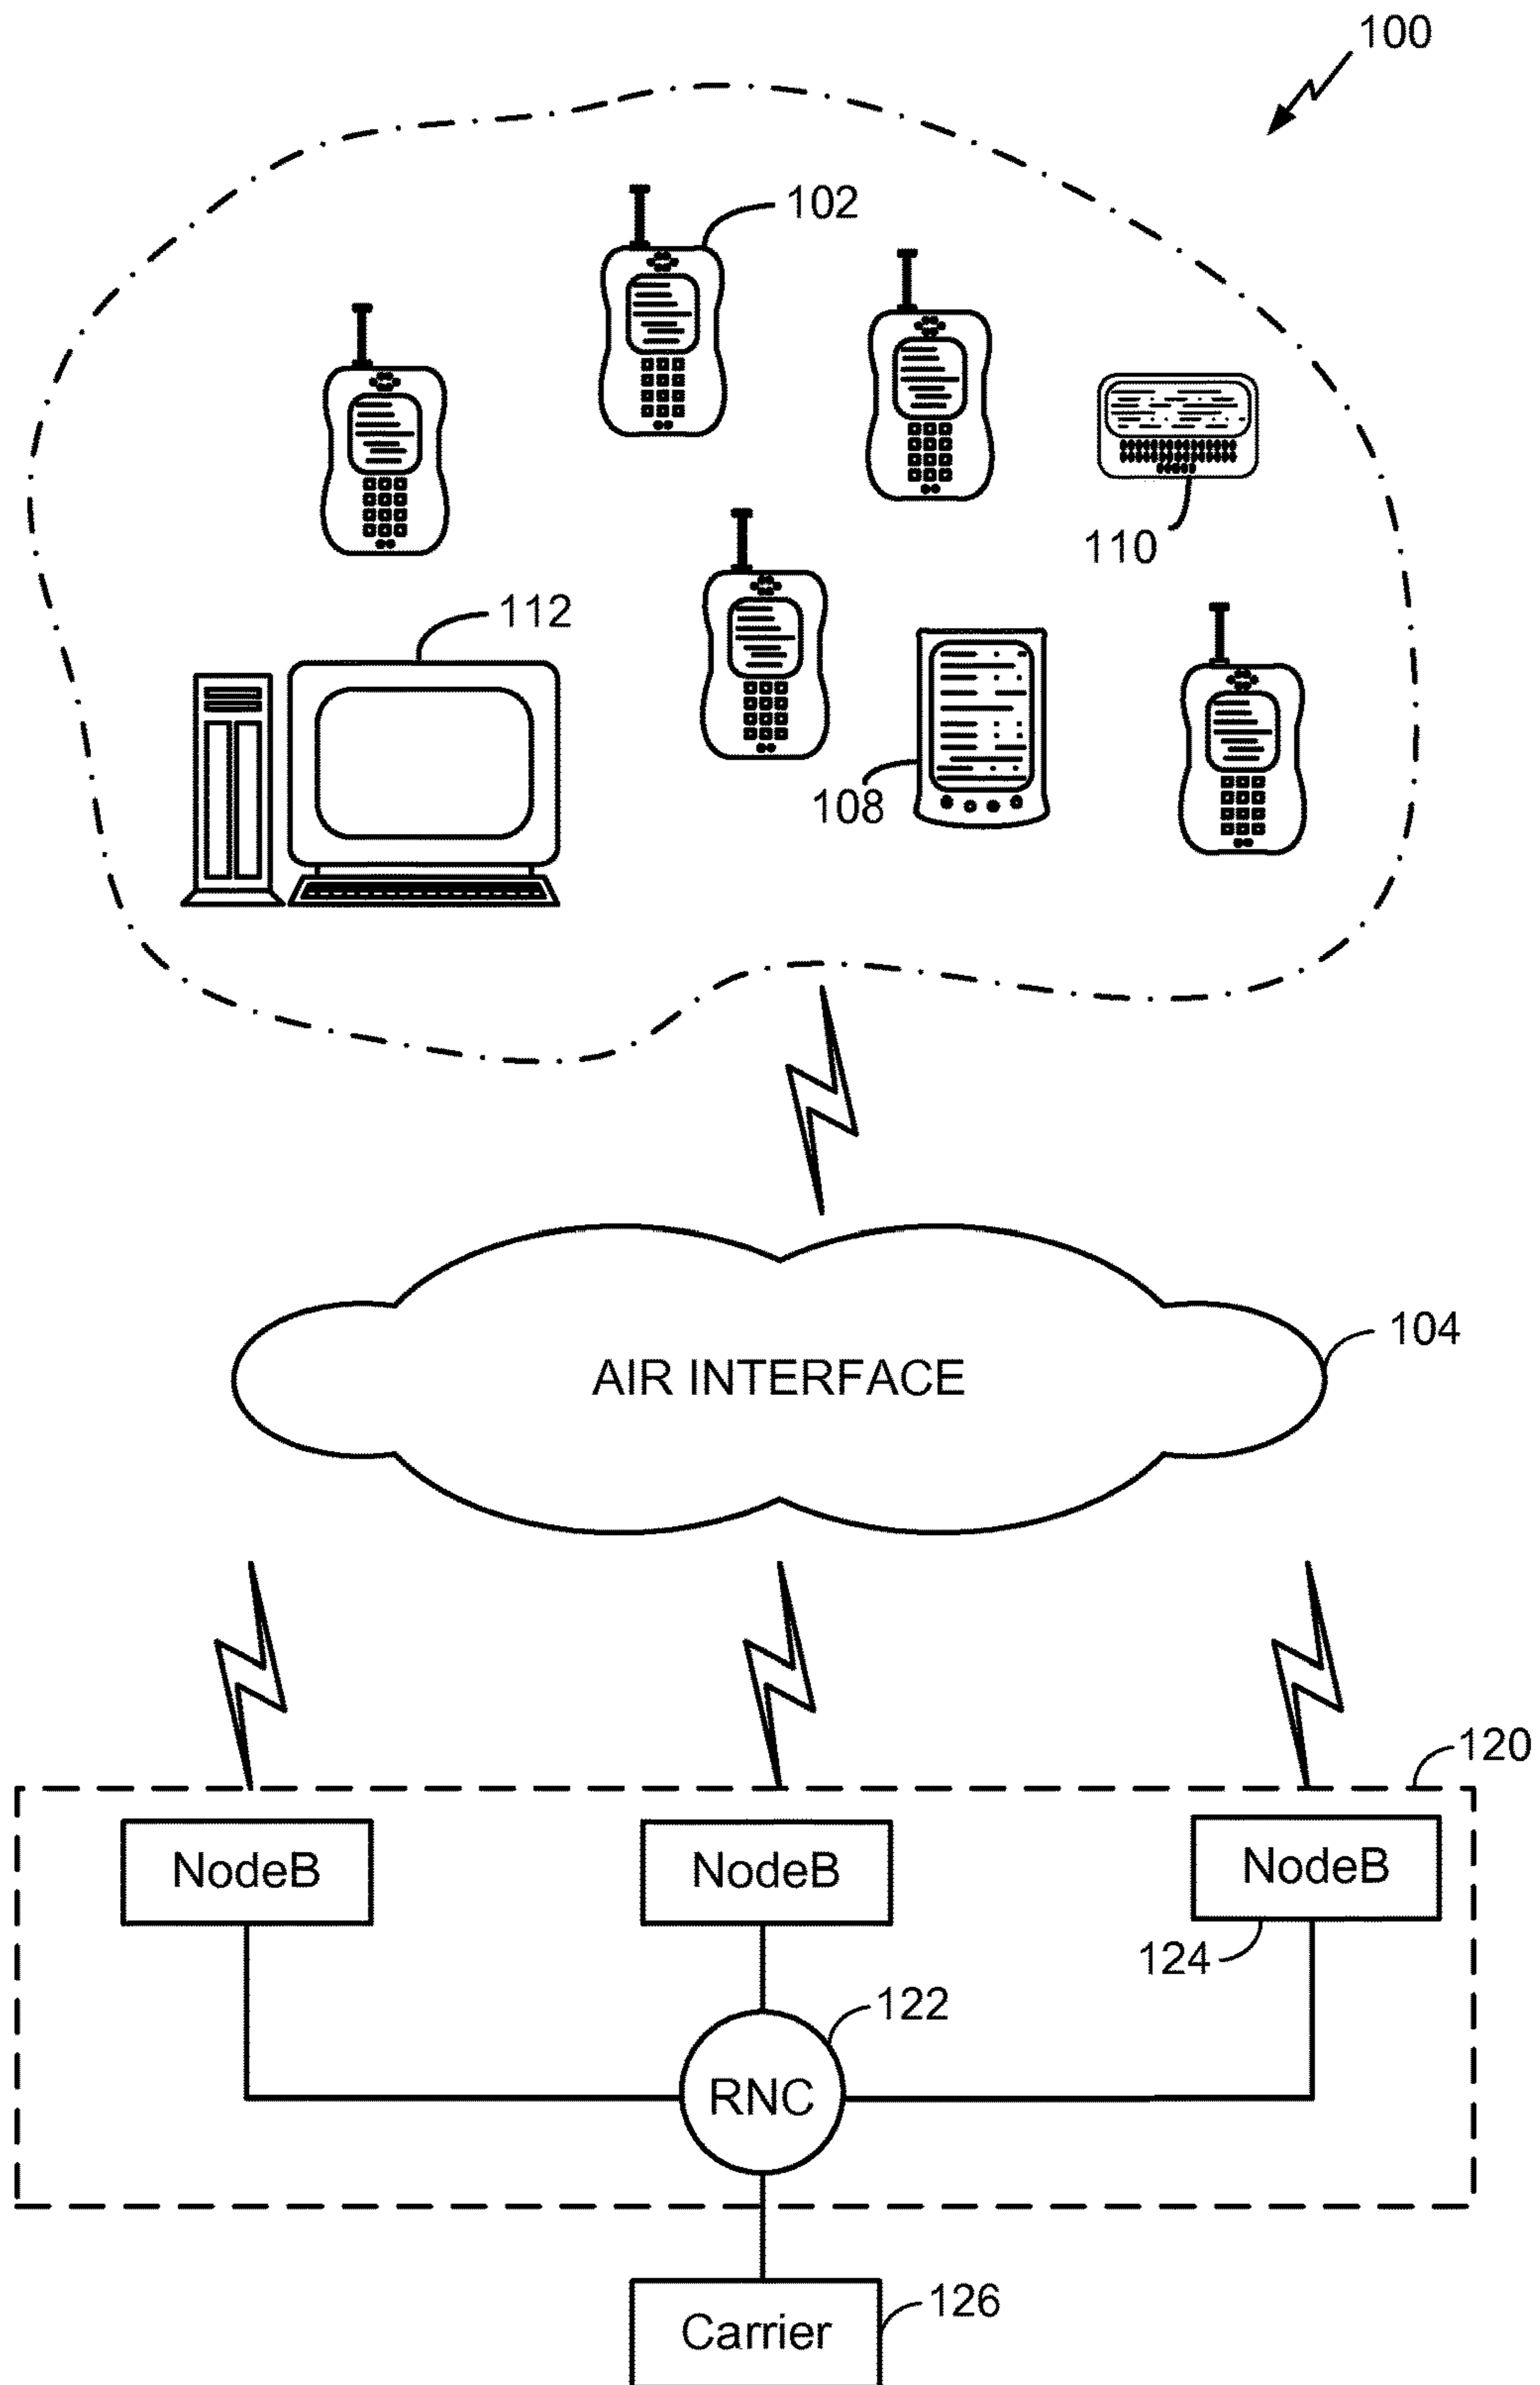 100
102
110
112
108
104
AIR INTERFACE
120
NodeB
NodeB
NodeB
124
122
RNC
126
Carrier